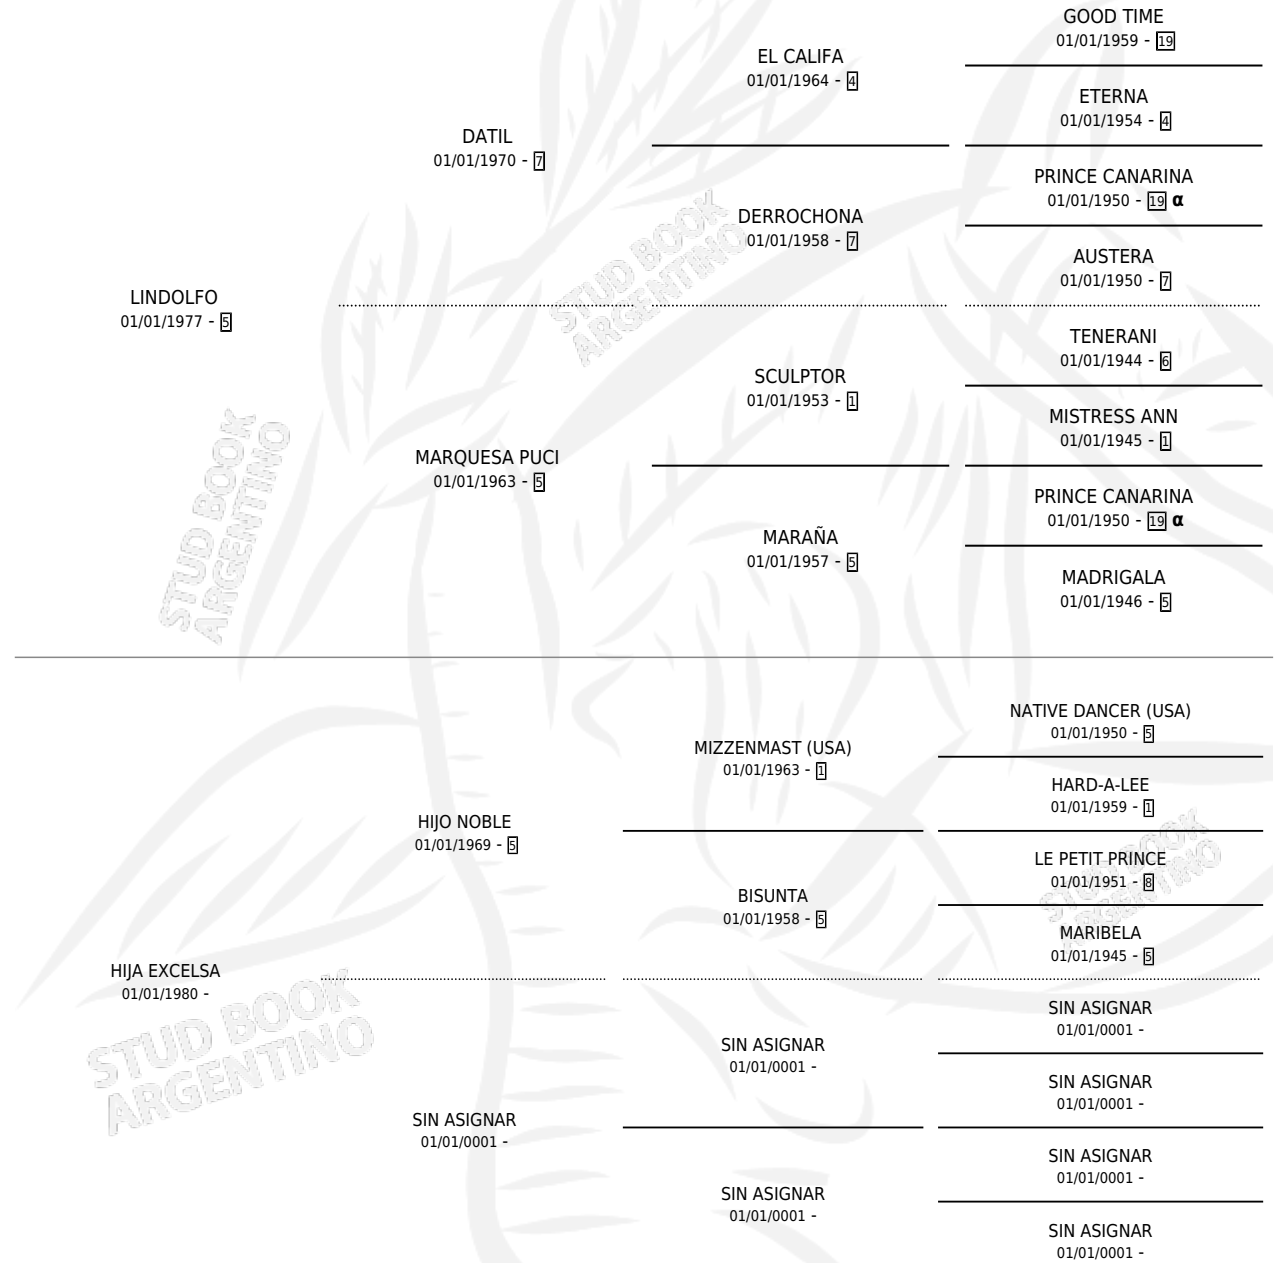 GOOD TIME
01/01/1959 - 19
EL CALIFA
01/01/1964 - 4
ETERNA
01/01/1954 - 4
DATIL
01/01/1970 - 7
PRINCE CANARINA
01/01/1950 - 19 α
DERROCHONA
01/01/1958 - 7
AUSTERA
01/01/1950 - 7
STUD BOOK
ARGENTINO
LINDOLFO
01/01/1977 - 5
TENERANI
01/01/1944 - 6
SCULPTOR
01/01/1953 - 1
MISTRESS ANN
01/01/1945 - 1
MARQUESA PUCI
01/01/1963 - 5
PRINCE CANARINA
01/01/1950 - 19 α
MARAÑA
01/01/1957 - 5
MADRIGALA
01/01/1946 - 5
STUD BOOK
ARGENTINO
NATIVE DANCER (USA)
01/01/1950 - 5
MIZZENMAST (USA)
01/01/1963 - 1
HARD-A-LEE
01/01/1959 - 1
HIJO NOBLE
01/01/1969 - 5
LE PETIT PRINCE
01/01/1951 - 8
BISUNTA
01/01/1958 - 5
MARIBELA
01/01/1945 - 5
STUD BOOK
ARGENTINO
HIJA EXCELSA
01/01/1980 -
SIN ASIGNAR
01/01/0001 -
SIN ASIGNAR
01/01/0001 -
SIN ASIGNAR
01/01/0001 -
STUD BOOK
ARGENTINO
SIN ASIGNAR
01/01/0001 -
SIN ASIGNAR
01/01/0001 -
SIN ASIGNAR
01/01/0001 -
SIN ASIGNAR
01/01/0001 -